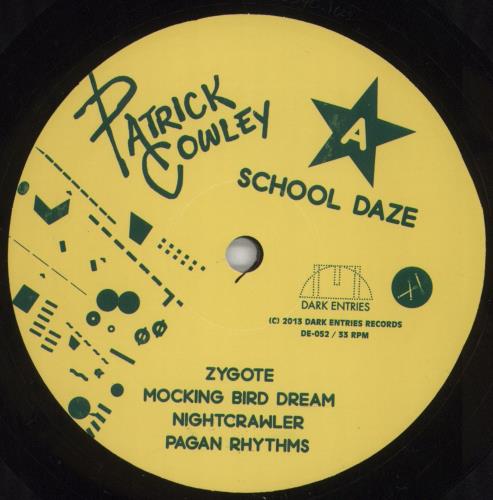 PATRICK
COWLEY
A
SCHOOL DAZE
DARK ENTRIES
(C) 2013 DARK ENTRIES RECORDS
DE-052 / 33 RPM
ZYGOTE
MOCKING BIRD DREAM
NIGHTCRAWLER
PAGAN RHYTHMS